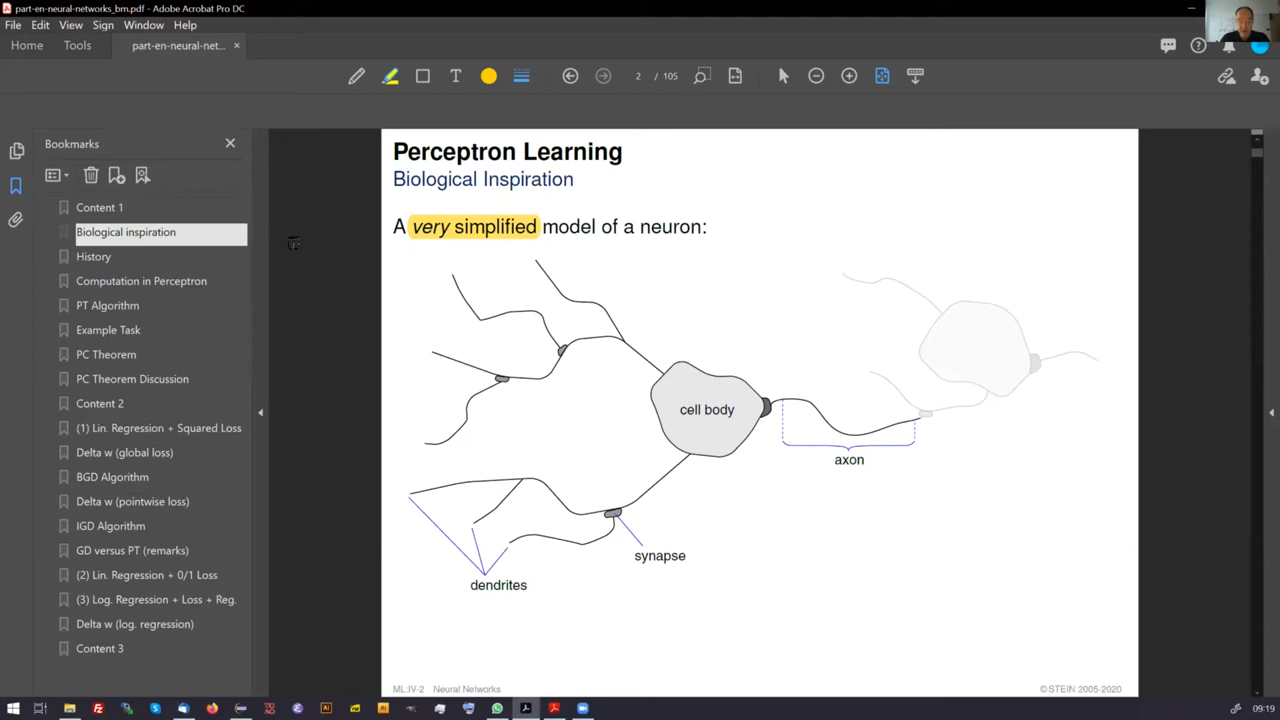 part-en-neural-networks_bm.pdf - Adobe Acrobat Pro DC
File Edit View Sign Window Help
Home Tools part-en-neural-net... ×
2 / 105
Bookmarks
Content 1
Biological inspiration
History
Computation in Perceptron
PT Algorithm
Example Task
PC Theorem
PC Theorem Discussion
Content 2
(1) Lin. Regression + Squared Loss
Delta w (global loss)
BGD Algorithm
Delta w (pointwise loss)
IGD Algorithm
GD versus PT (remarks)
(2) Lin. Regression + 0/1 Loss
(3) Log. Regression + Loss + Reg.
Delta w (log. regression)
Content 3
Perceptron Learning
Biological Inspiration
A very simplified model of a neuron:
cell body
axon
synapse
dendrites
ML:IV-2 Neural Networks
©STEIN 2005-2020
09:19